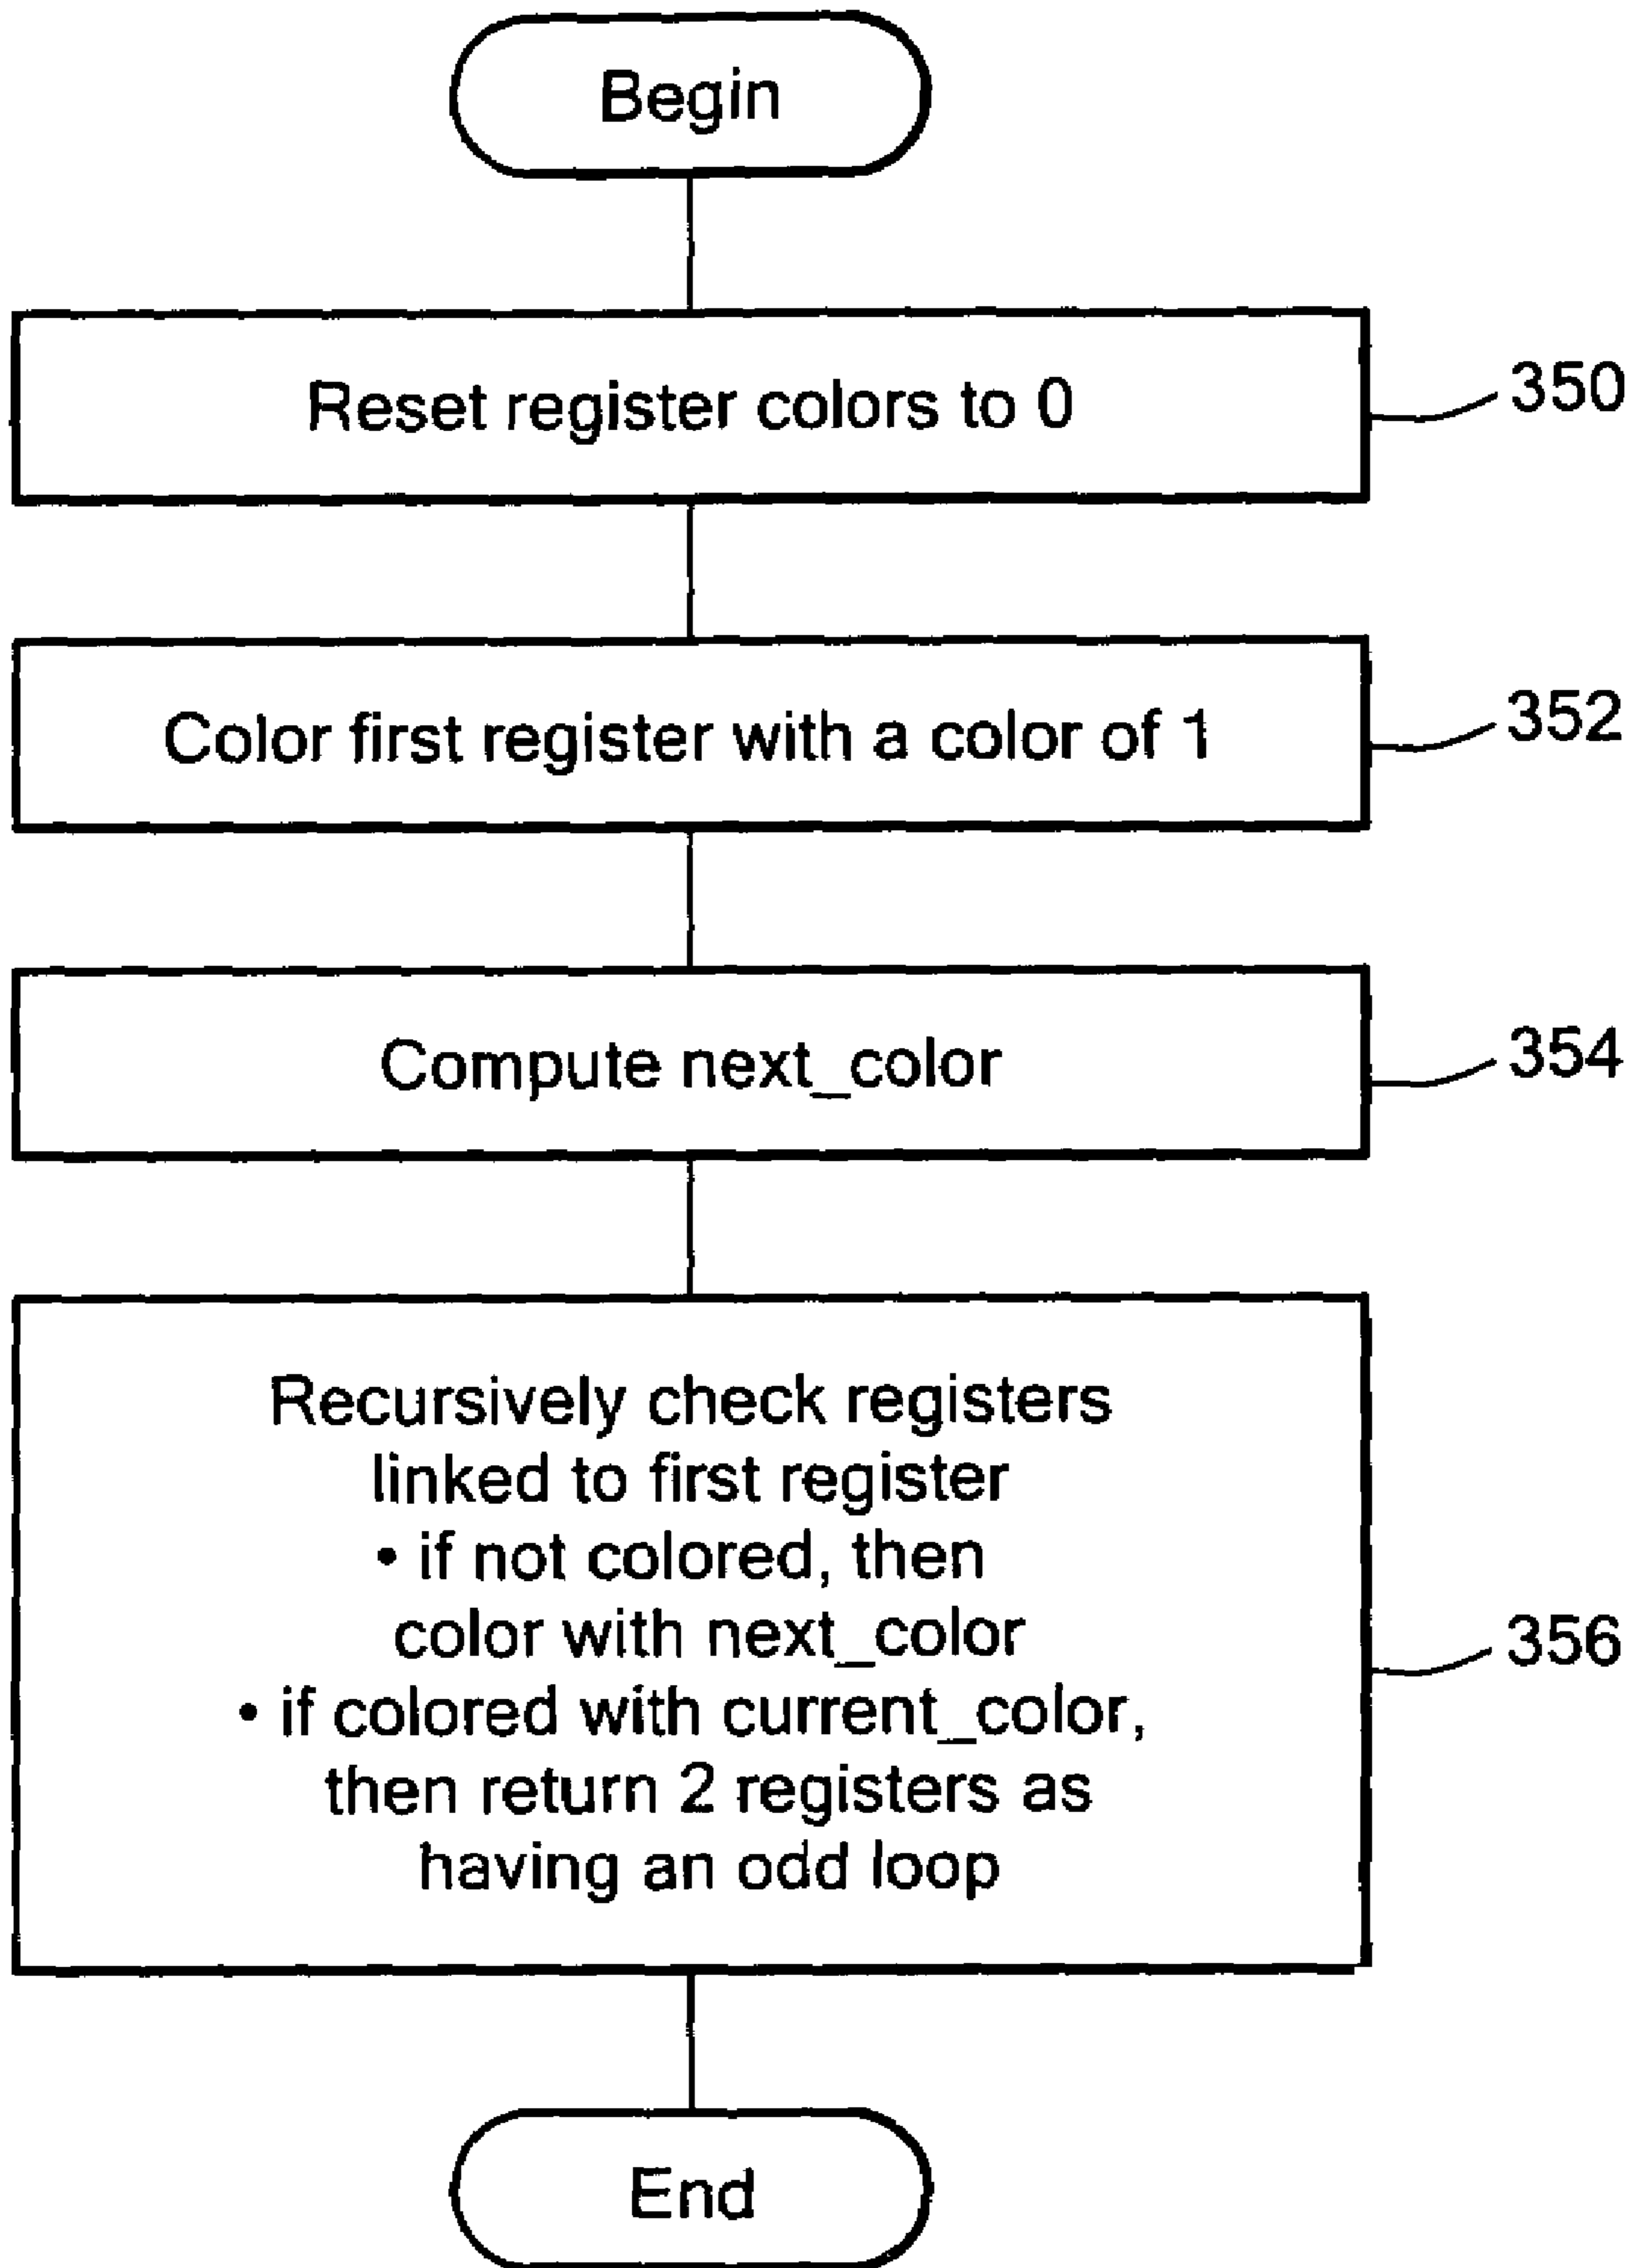 Begin
Reset register colors to 0
350
Color first register with a color of 1
352
Compute next_color
354
Recursively check registers
linked to first register
• if not colored, then
color with next_color
• if colored with current_color,
then return 2 registers as
having an odd loop
356
End